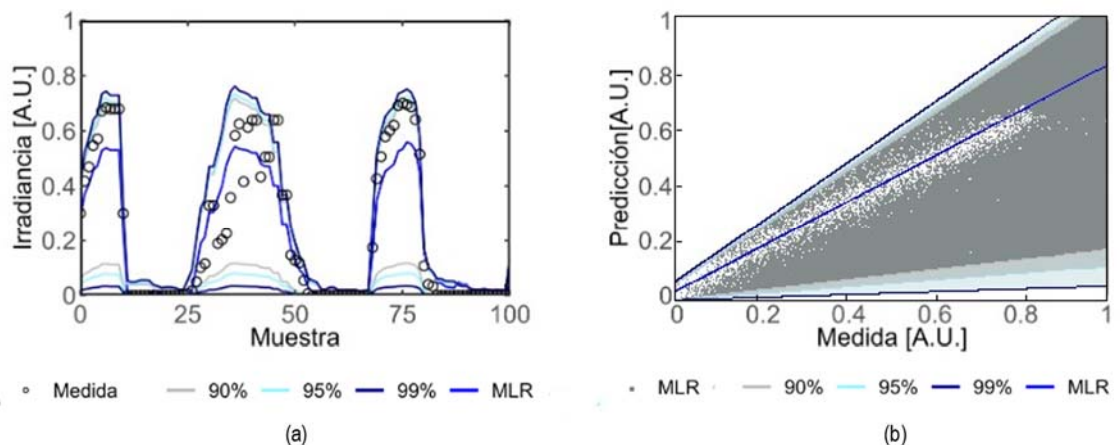 1
0.8
0.6
0.4
0.2
0
Irradiancia [A.U.]
0 25 50 75 100
Muestra
Medida 90% 95% 99% MLR
(a)
1
0.8
0.6
0.4
0.2
0
Predicción[A.U.]
0 0.2 0.4 0.6 0.8 1
Medida [A.U.]
MLR 90% 95% 99% MLR
(b)